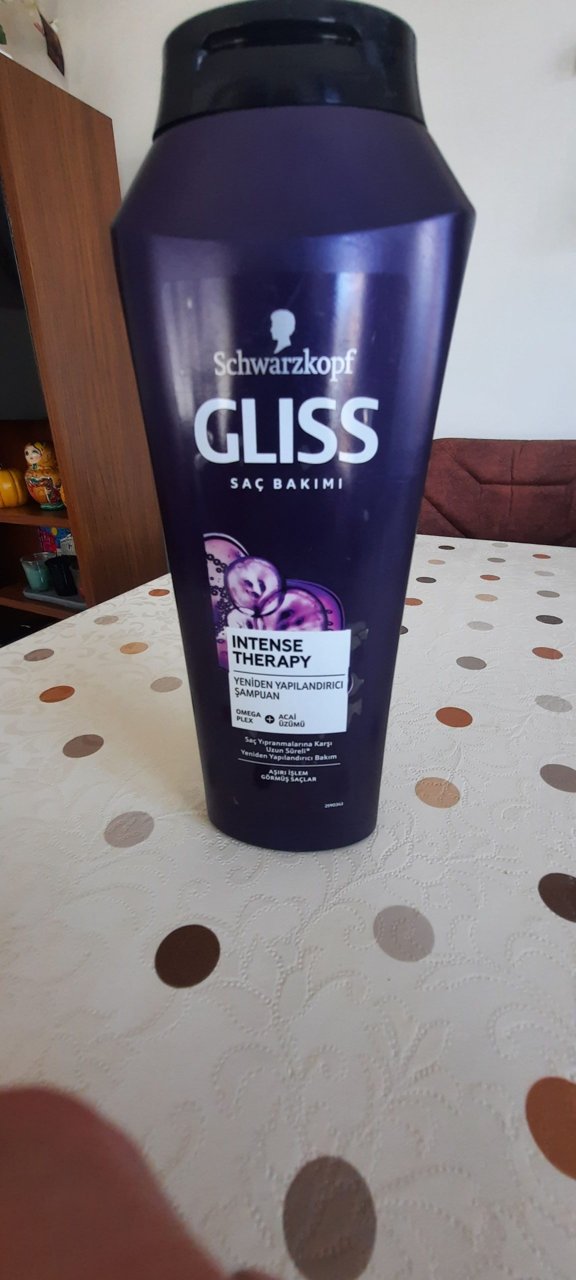 Schwarzkopf
GLISS
SAÇ BAKIMI
INTENSE
THERAPY
YENİDEN YAPILANDIRICI
ŞAMPUAN
OMEGA
PLEX + ACAİ
ÜZÜMÜ
Saç Yıpranmalarına Karşı
Uzun Süreli*
Yeniden Yapılandırıcı Bakım
AŞIRI İŞLEM
GÖRMÜŞ SAÇLAR